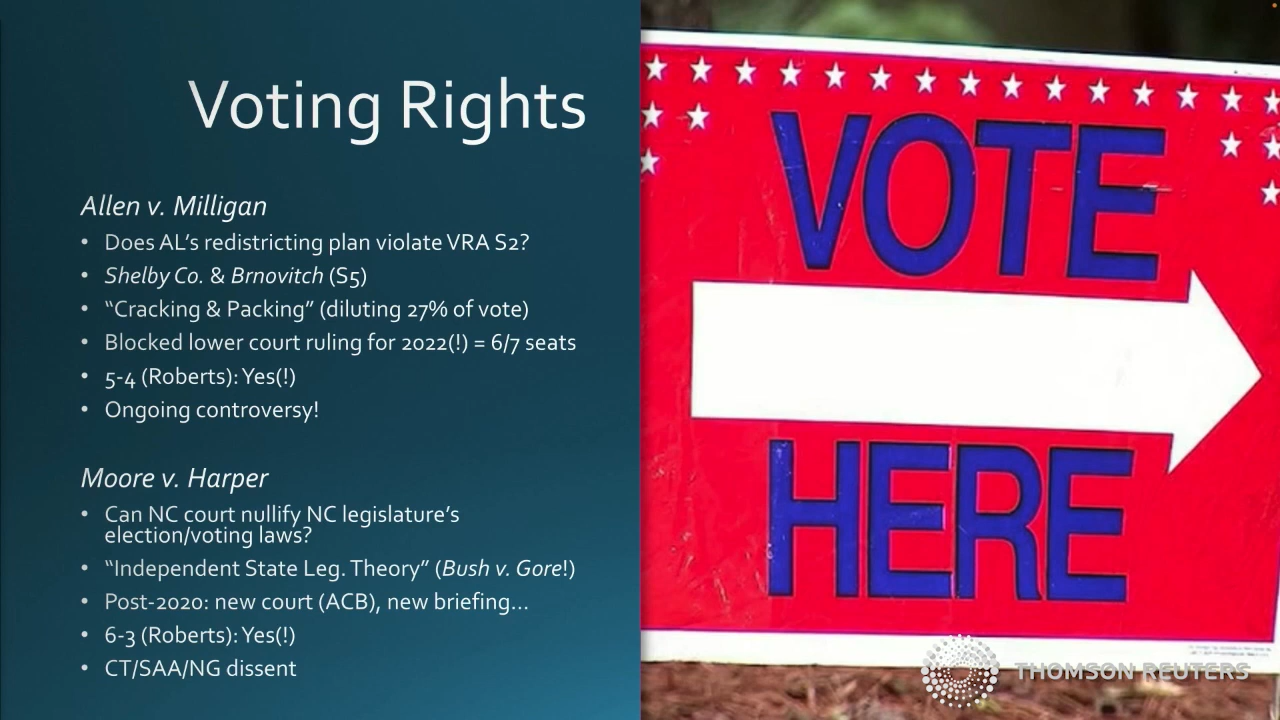 Voting Rights
Allen v. Milligan
• Does AL's redistricting plan violate VRA S2?
• Shelby Co. & Brnovitch (S5)
• “Cracking & Packing” (diluting 27% of vote)
• Blocked lower court ruling for 2022(!) = 6/7 seats
• 5-4 (Roberts): Yes(!)
• Ongoing controversy!
Moore v. Harper
• Can NC court nullify NC legislature's
election/voting laws?
• “Independent State Leg. Theory” (Bush v. Gore!)
• Post-2020: new court (ACB), new briefing...
• 6-3 (Roberts): Yes(!)
• CT/SAA/NG dissent
VOTE
HERE
THOMSON REUTERS